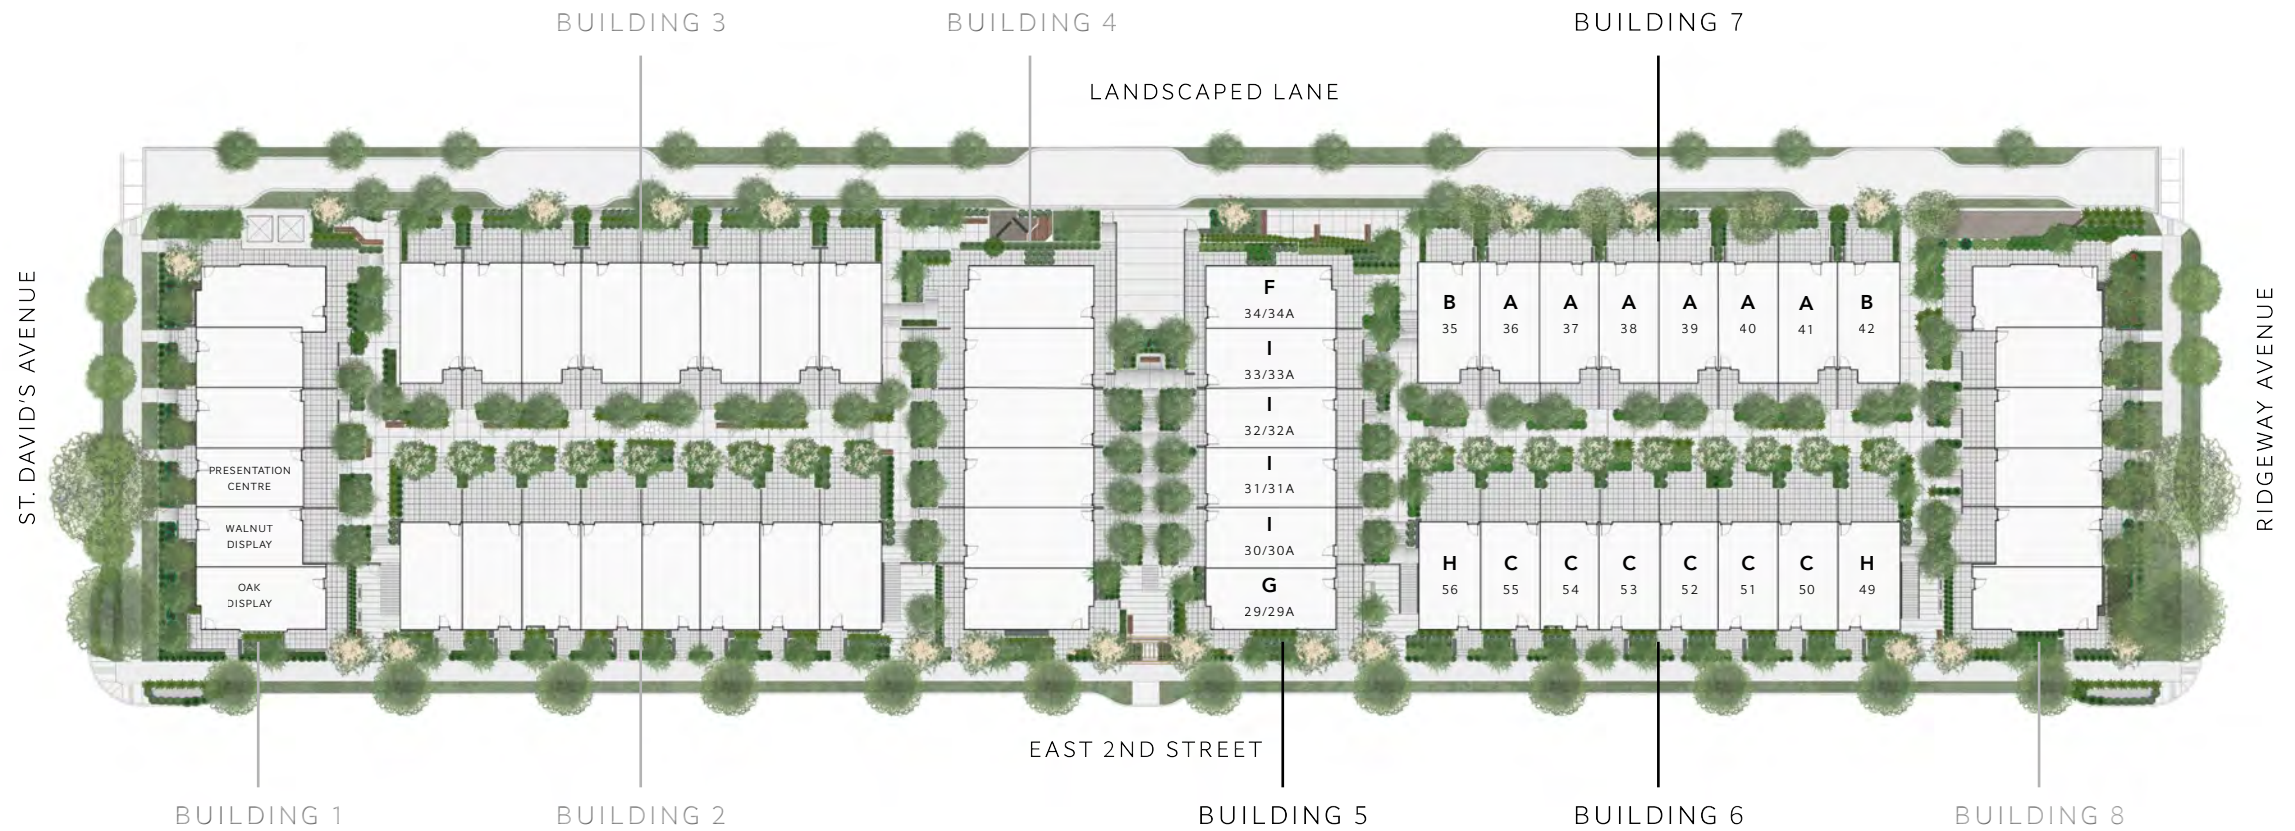 BUILDING 3
BUILDING 4
BUILDING 7
LANDSCAPED LANE
ST. DAVID'S AVENUE
RIDGEWAY AVENUE
F
34/34A
I
33/33A
I
32/32A
I
31/31A
I
30/30A
G
29/29A
B A A A A A A B
35 36 37 38 39 40 41 42
PRESENTATION
CENTRE
WALNUT
DISPLAY
OAK
DISPLAY
H C C C C C C H
56 55 54 53 52 51 50 49
EAST 2ND STREET
BUILDING 1
BUILDING 2
BUILDING 5
BUILDING 6
BUILDING 8